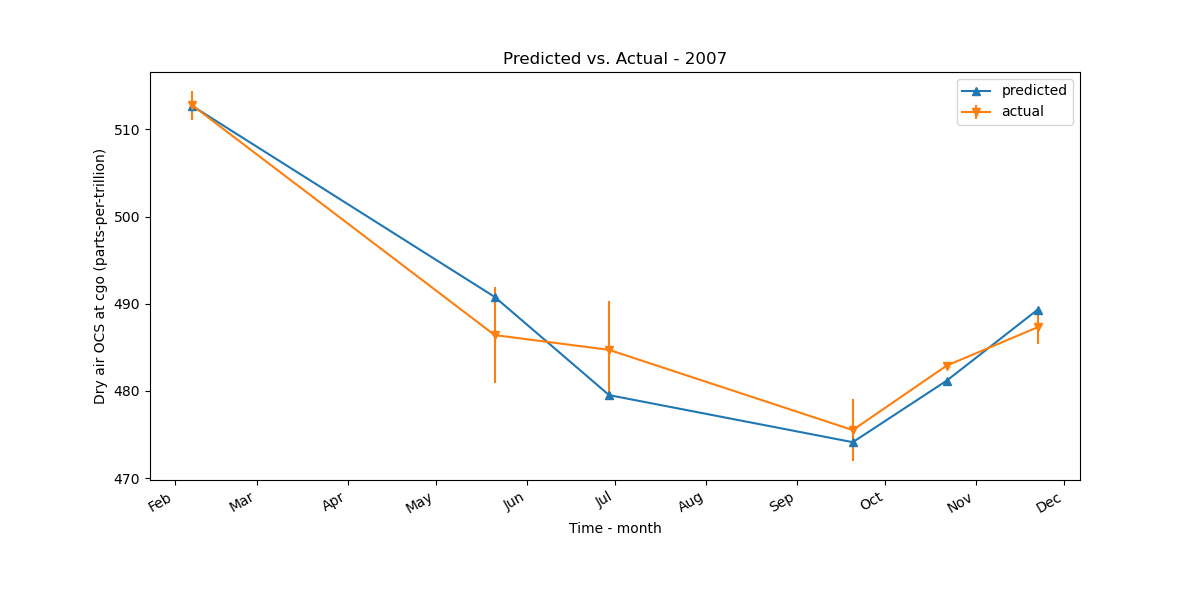 Predicted vs. Actual - 2007
predicted
actual
Dry air OCS at cgo (parts-per-trillion)
510
500
490
480
470
Feb
Mar
Apr
May
Jun
Jul
Aug
Sep
Oct
Nov
Dec
Time - month